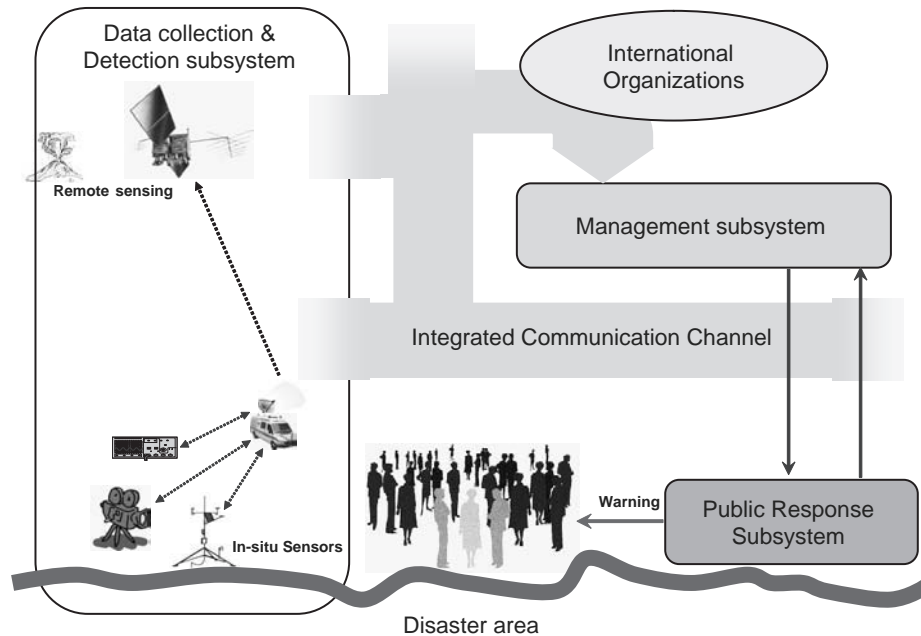 Data collection &
Detection subsystem
Remote sensing
In-situ Sensors
International
Organizations
Management subsystem
Integrated Communication Channel
Warning
Public Response
Subsystem
Disaster area